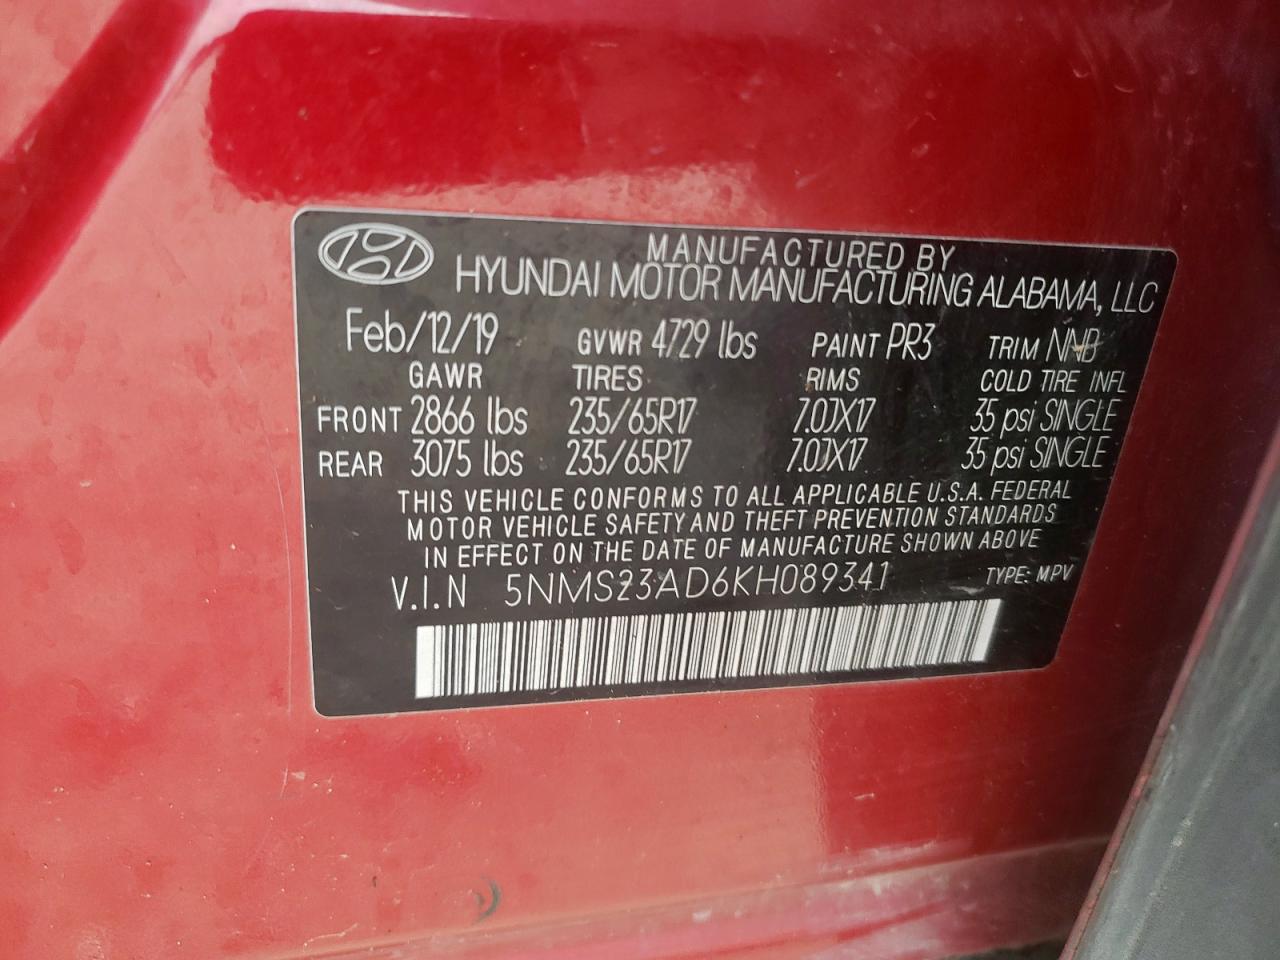 MANUFACTURED BY
HYUNDAI MOTOR MANUFACTURING ALABAMA, LLC
Feb/12/19 GVWR 4729 lbs PAINT PR3 TRIM NNB
GAWR TIRES RIMS COLD TIRE INFL
FRONT 2866 lbs 235/65R17 7.0JX17 35 psi SINGLE
REAR 3075 lbs 235/65R17 7.0JX17 35 psi SINGLE
THIS VEHICLE CONFORMS TO ALL APPLICABLE U.S.A. FEDERAL
MOTOR VEHICLE SAFETY AND THEFT PREVENTION STANDARDS
IN EFFECT ON THE DATE OF MANUFACTURE SHOWN ABOVE
V.I.N 5NMS23AD6KH089341 TYPE: MPV